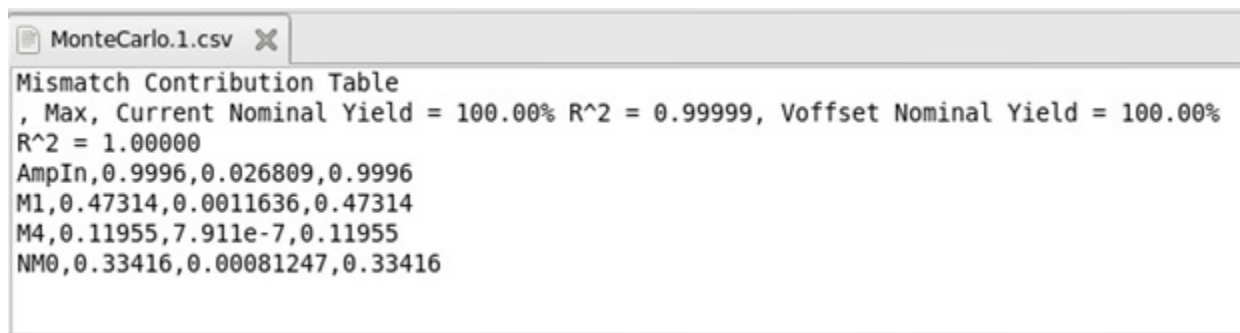 MonteCarlo.1.csv
Mismatch Contribution Table
, Max, Current Nominal Yield = 100.00% R^2 = 0.99999, Voffset Nominal Yield = 100.00%
R^2 = 1.00000
AmpIn,0.9996,0.026809,0.9996
M1,0.47314,0.0011636,0.47314
M4,0.11955,7.911e-7,0.11955
NM0,0.33416,0.00081247,0.33416